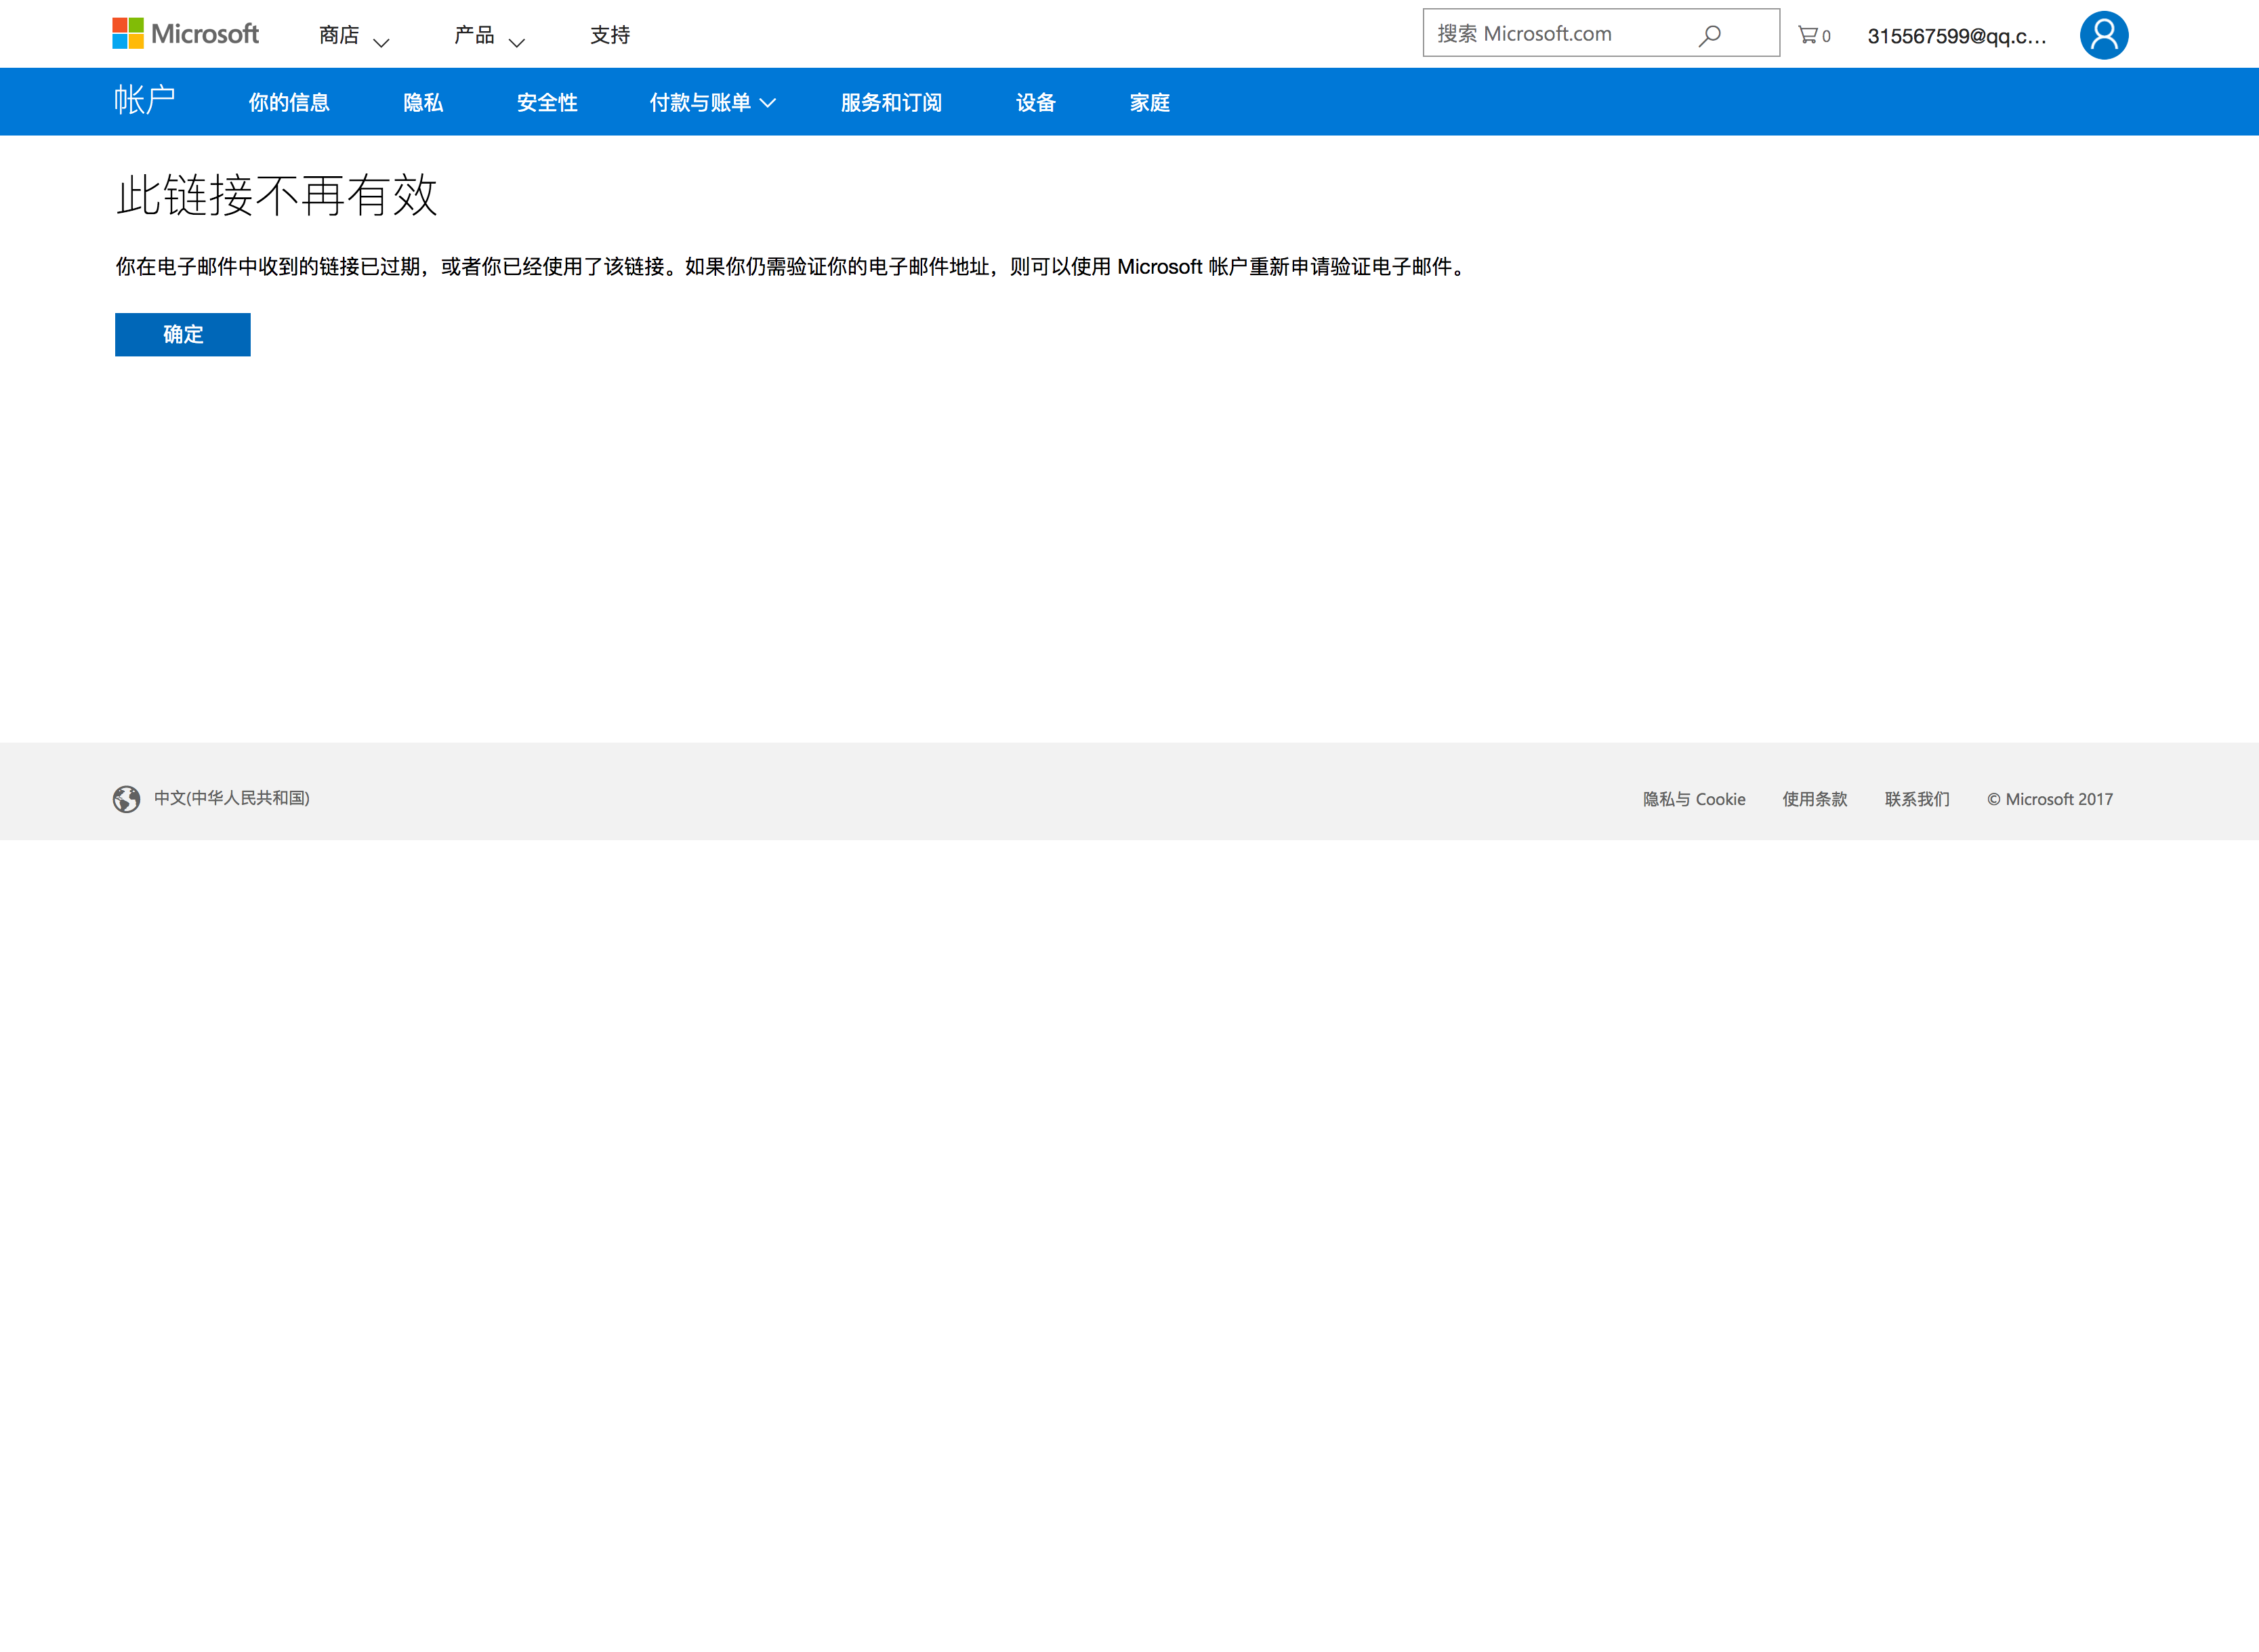 Microsoft 商店 产品 支持 搜索 Microsoft.com 0 315567599@qq.c...
帐户 你的信息 隐私 安全性 付款与账单 服务和订阅 设备 家庭
此链接不再有效
你在电子邮件中收到的链接已过期，或者你已经使用了该链接。如果你仍需验证你的电子邮件地址，则可以使用 Microsoft 帐户重新申请验证电子邮件。
确定
中文(中华人民共和国) 隐私与 Cookie 使用条款 联系我们 © Microsoft 2017